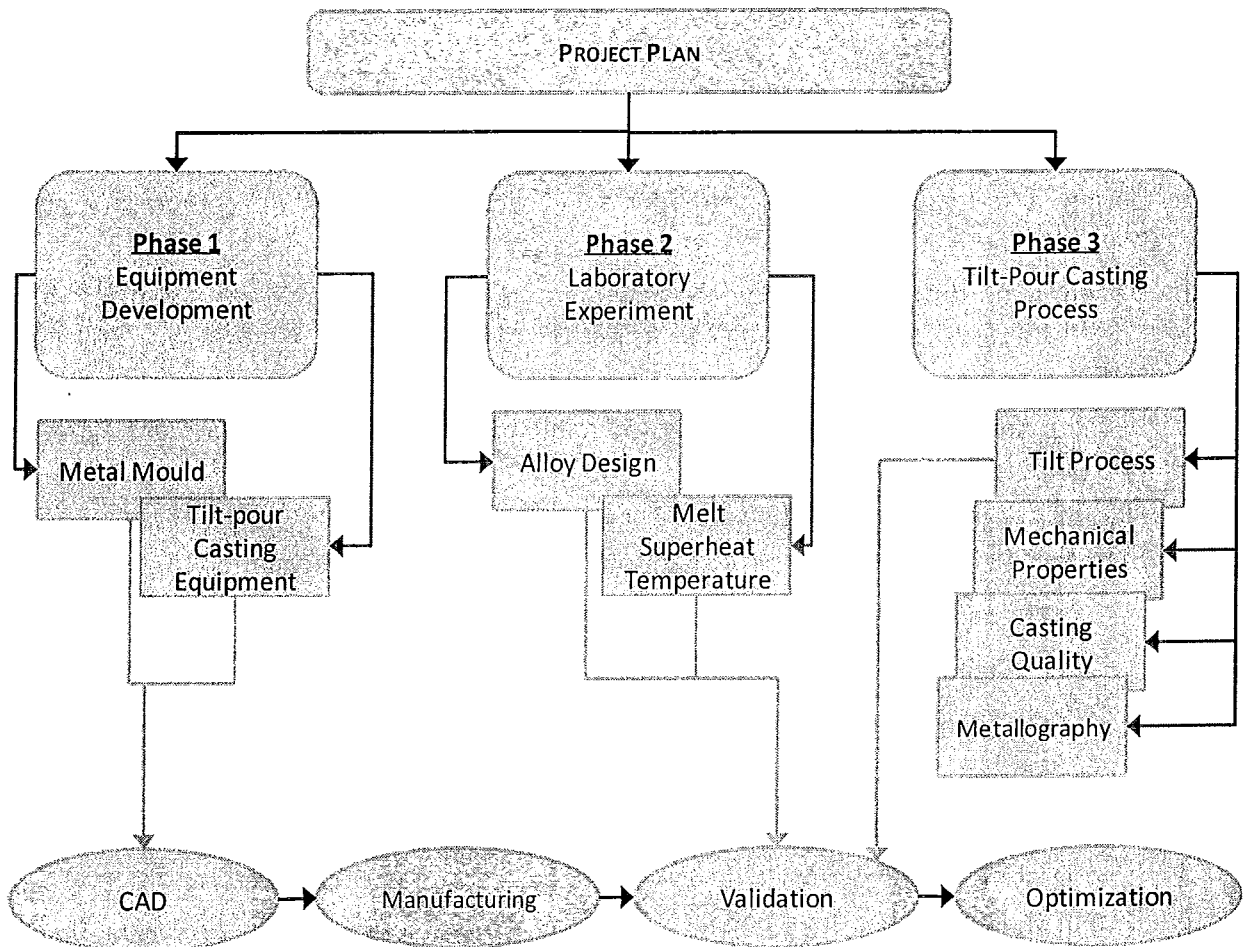 PROJECT PLAN
Phase 1
Equipment
Development
Phase 2
Laboratory
Experiment
Phase 3
Tilt-Pour Casting
Process
Metal Mould
Tilt-pour
Casting
Equipment
Alloy Design
Melt
Superheat
Temperature
Tilt Process
Mechanical
Properties
Casting
Quality
Metallography
CAD
Manufacturing
Validation
Optimization